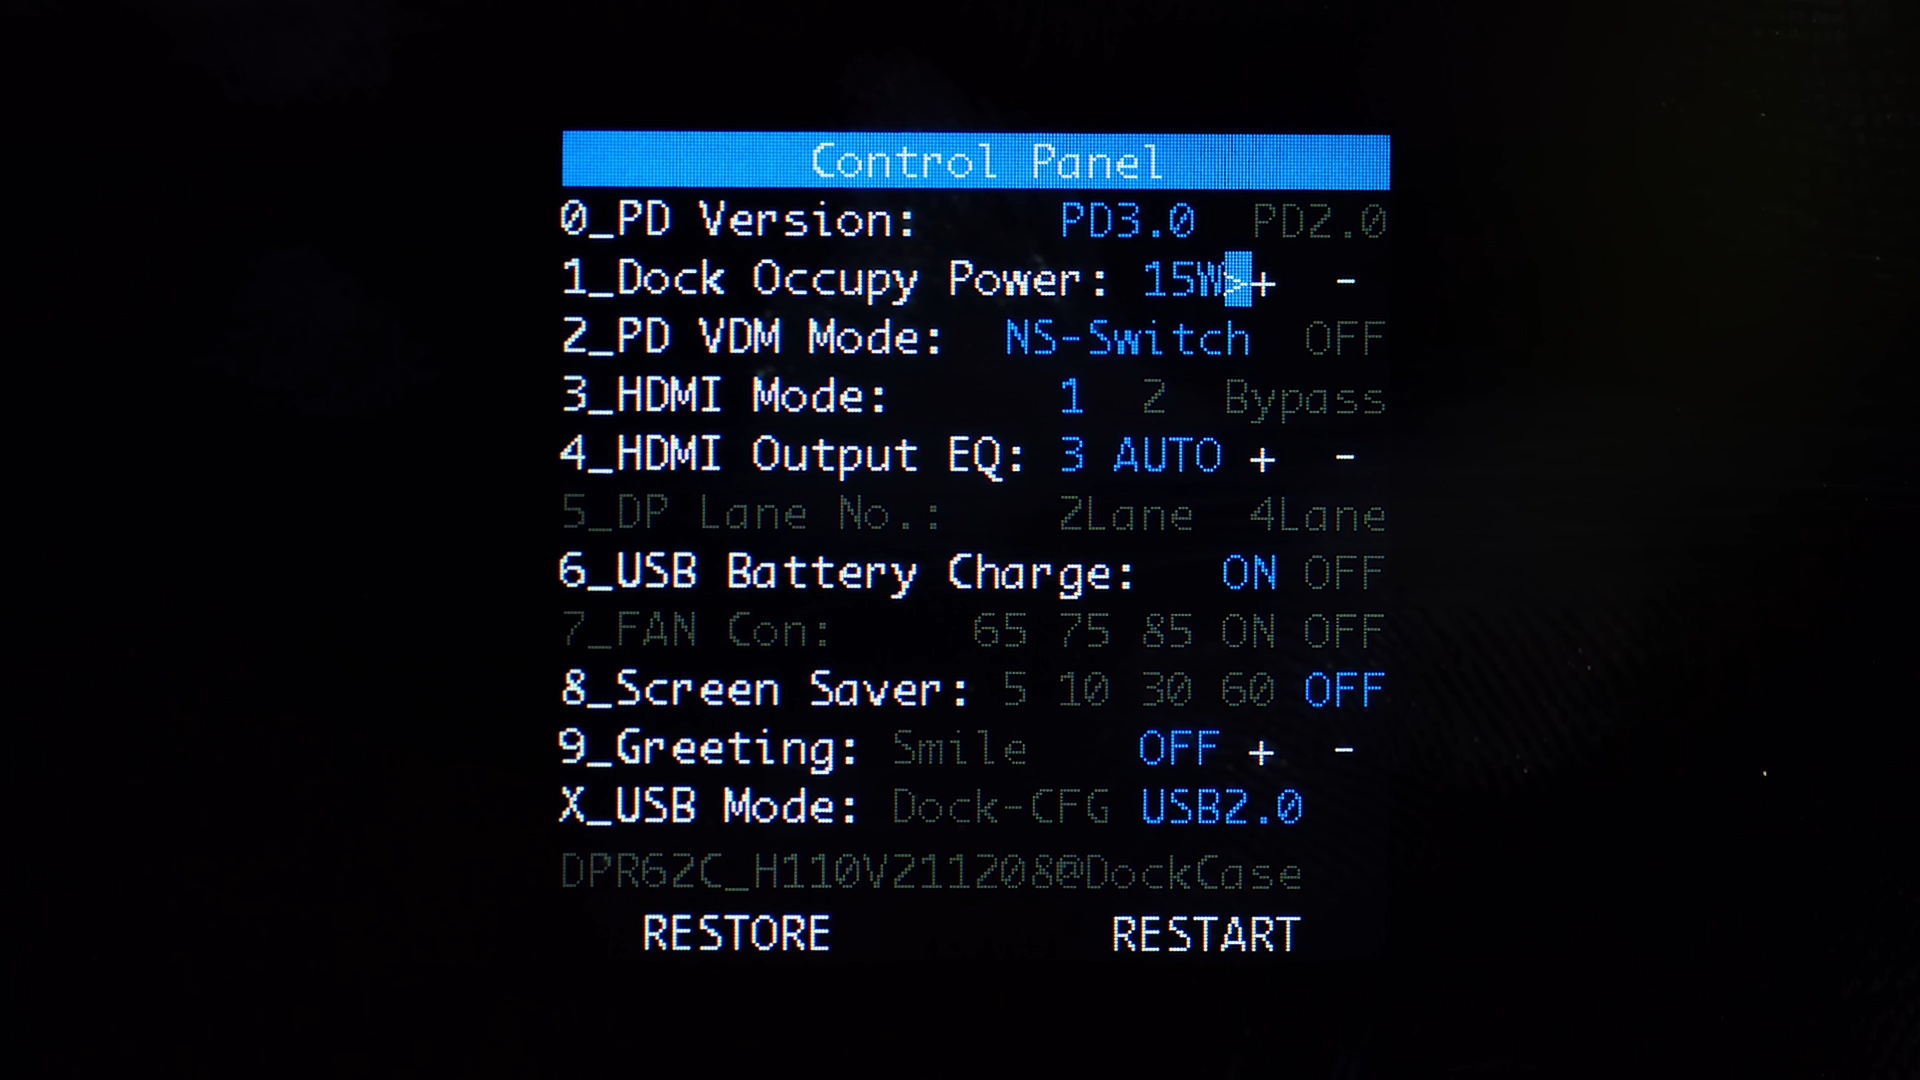 Control Panel
0_PD Version: PD3.0 PD2.0
1_Dock Occupy Power: 15W>+ -
2_PD VDM Mode: NS-Switch OFF
3_HDMI Mode: 1 2 Bypass
4_HDMI Output EQ: 3 AUTO + -
5_DP Lane No.: 2Lane 4Lane
6_USB Battery Charge: ON OFF
7_FAN Con: 65 75 85 ON OFF
8_Screen Saver: 5 10 30 60 OFF
9_Greeting: Smile OFF + -
X_USB Mode: Dock-CFG USB2.0
DPR62C_H110V211208@DockCase
RESTORE RESTART